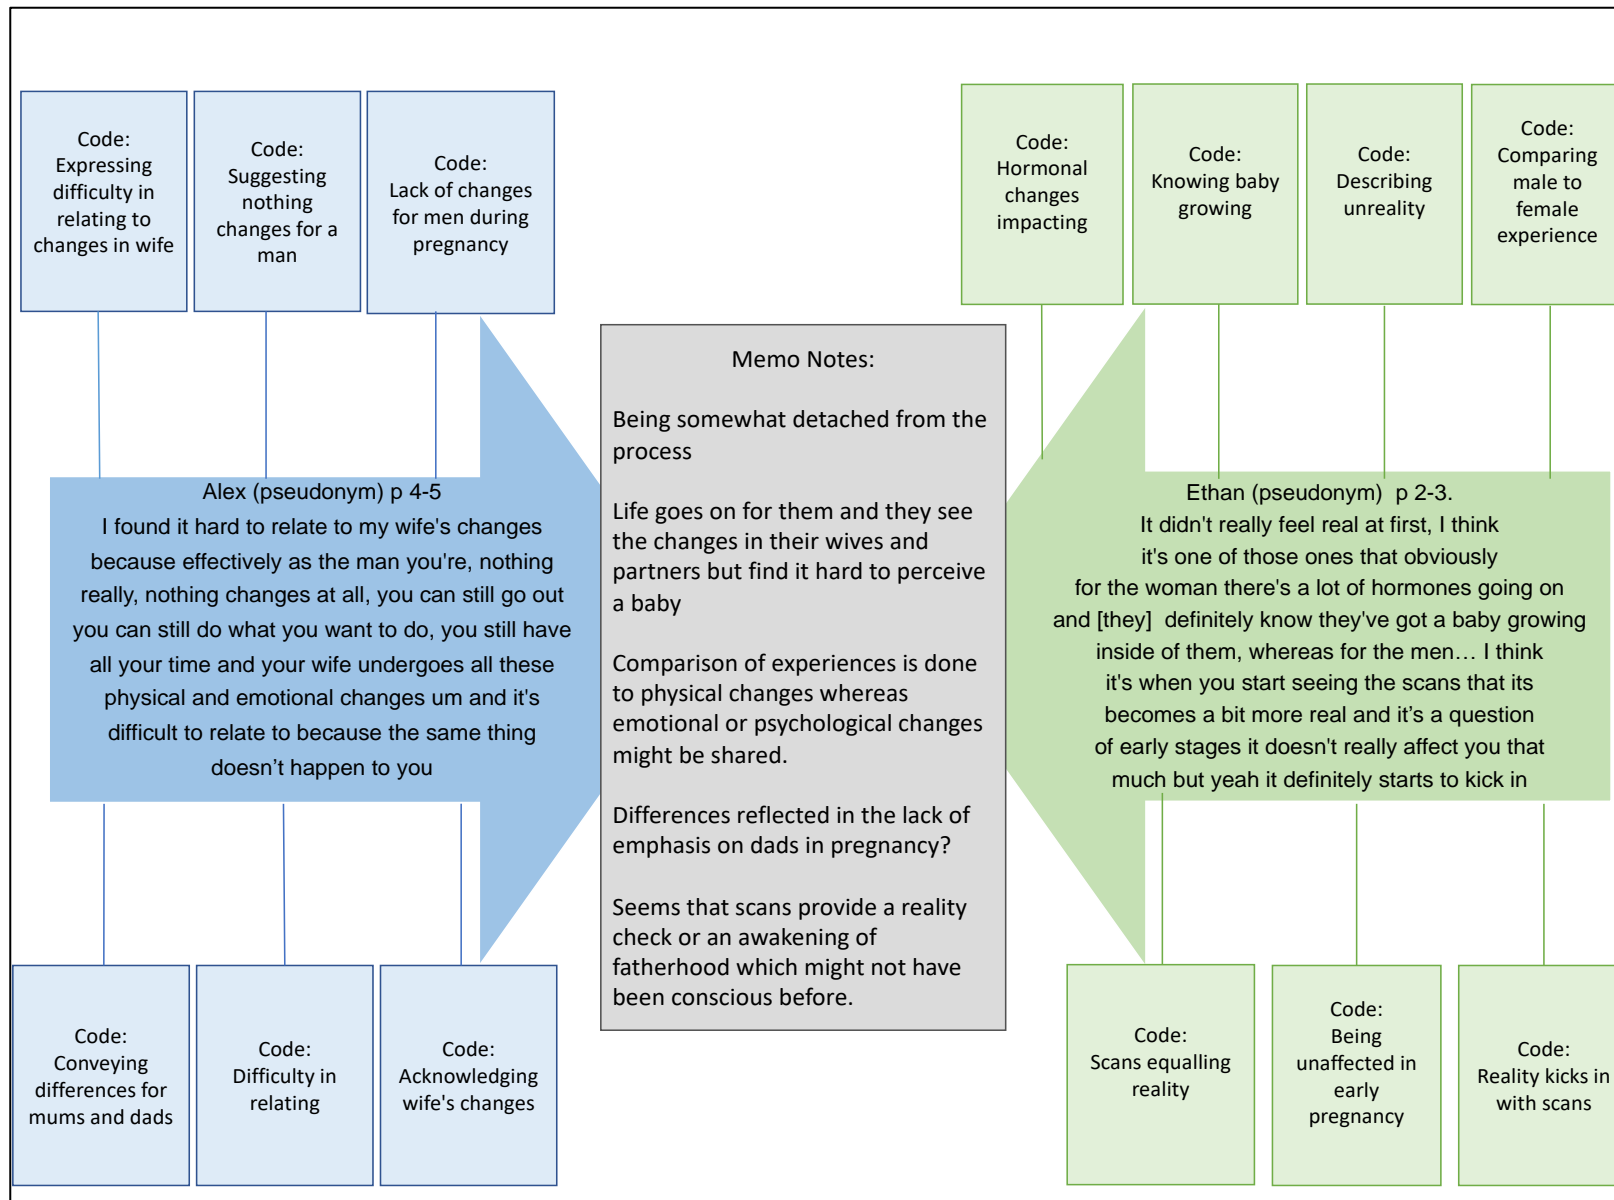 Code:
Expressing
difficulty in
relating to
changes in wife
Code:
Suggesting
nothing
changes for a
man
Code:
Lack of changes
for men during
pregnancy
Code:
Hormonal
changes
impacting
Code:
Knowing baby
growing
Code:
Describing
unreality
Code:
Comparing
male to
female
experience
Alex (pseudonym) p 4-5
I found it hard to relate to my wife's changes
because effectively as the man you're, nothing
really, nothing changes at all, you can still go out
you can still do what you want to do, you still have
all your time and your wife undergoes all these
physical and emotional changes um and it's
difficult to relate to because the same thing
doesn’t happen to you
Memo Notes:
Being somewhat detached from the
process
Life goes on for them and they see
the changes in their wives and
partners but find it hard to perceive
a baby
Comparison of experiences is done
to physical changes whereas
emotional or psychological changes
might be shared.
Differences reflected in the lack of
emphasis on dads in pregnancy?
Seems that scans provide a reality
check or an awakening of
fatherhood which might not have
been conscious before.
Ethan (pseudonym) p 2-3.
It didn't really feel real at first, I think
it's one of those ones that obviously
for the woman there's a lot of hormones going on
and [they] definitely know they've got a baby growing
inside of them, whereas for the men… I think
it's when you start seeing the scans that its
becomes a bit more real and it’s a question
of early stages it doesn't really affect you that
much but yeah it definitely starts to kick in
Code:
Conveying
differences for
mums and dads
Code:
Difficulty in
relating
Code:
Acknowledging
wife's changes
Code:
Scans equalling
reality
Code:
Being
unaffected in
early
pregnancy
Code:
Reality kicks in
with scans